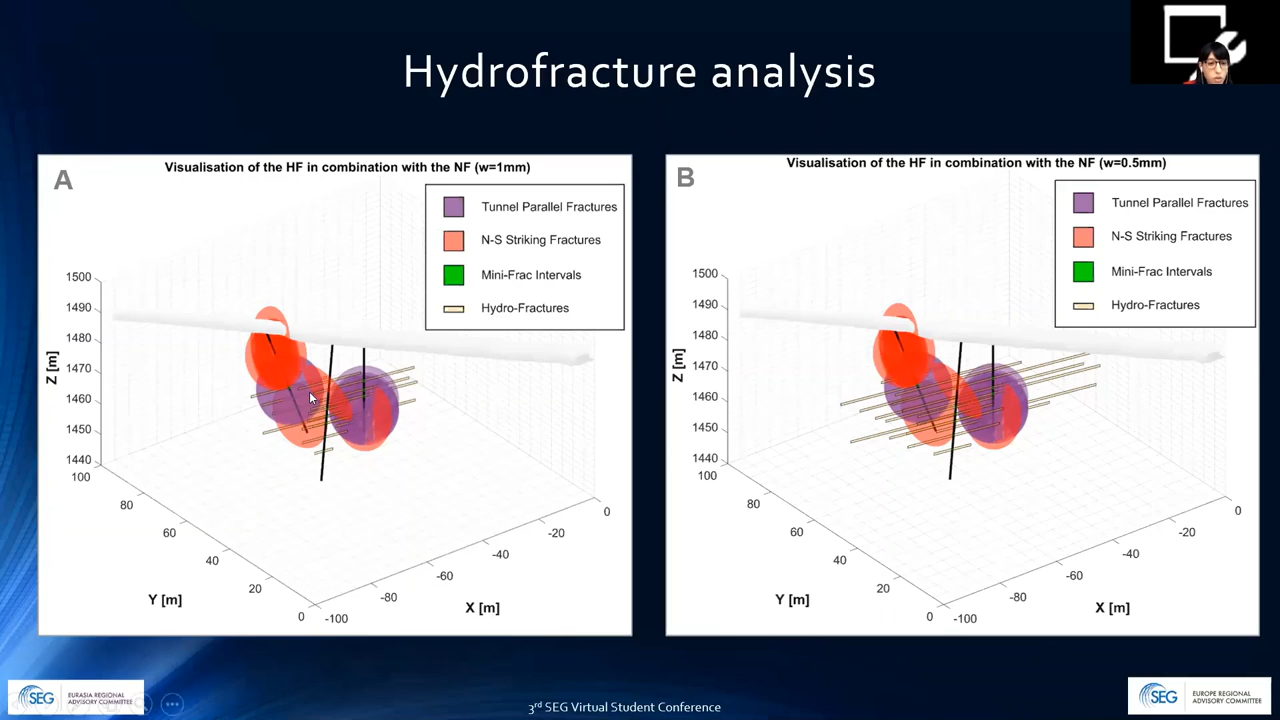 Hydrofracture analysis
A
Visualisation of the HF in combination with the NF (w=1mm)
Tunnel Parallel Fractures
N-S Striking Fractures
Mini-Frac Intervals
Hydro-Fractures
1500
1490
1480
1470
1460
1450
1440
Z [m]
100
80
60
40
20
0
Y [m]
-100
-80
-60
-40
-20
0
X [m]
B
Visualisation of the HF in combination with the NF (w=0.5mm)
Tunnel Parallel Fractures
N-S Striking Fractures
Mini-Frac Intervals
Hydro-Fractures
1500
1490
1480
1470
1460
1450
1440
Z [m]
100
80
60
40
20
0
Y [m]
-100
-80
-60
-40
-20
0
X [m]
SEG
EURASIA REGIONAL
ADVISORY COMMITTEE
3rd SEG Virtual Student Conference
SEG
EUROPE REGIONAL
ADVISORY COMMITTEE